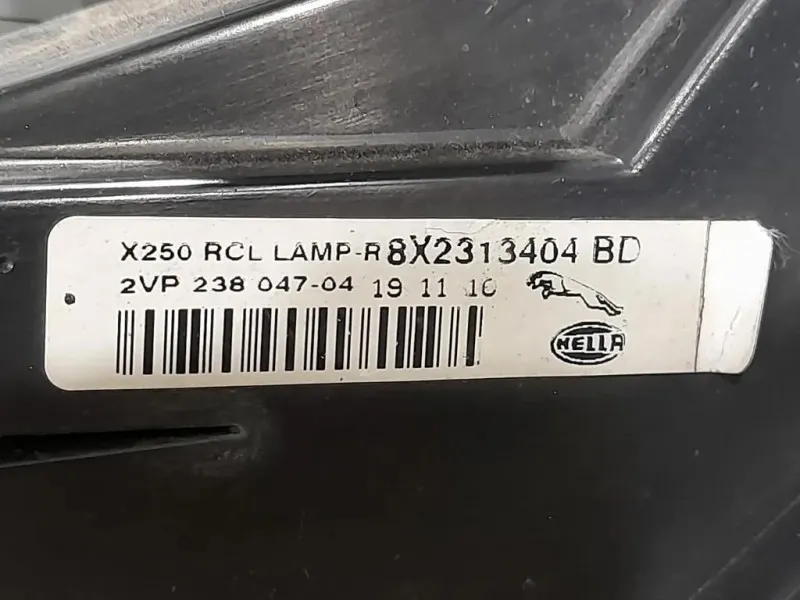 X250 RCL LAMP-R 8X2313404 BD
2VP 238 047-04 19 11 10
HELLA